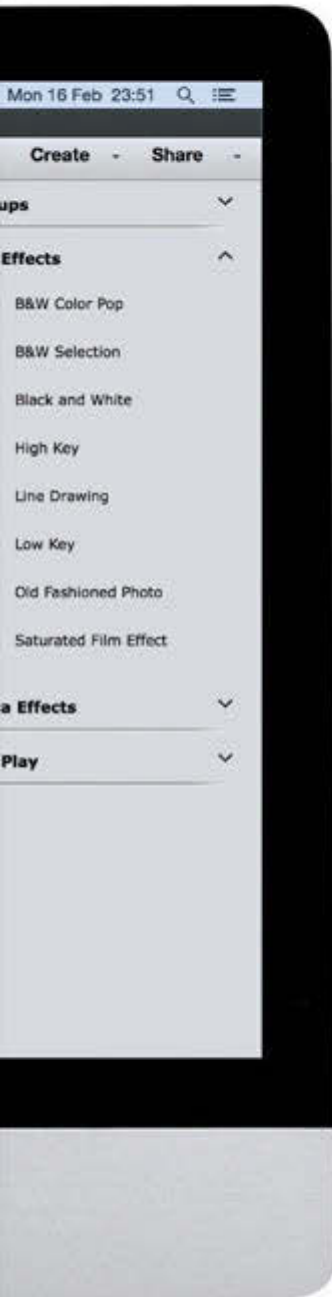 Mon 16 Feb 23:51
Create Share
ups
Effects
B&W Color Pop
B&W Selection
Black and White
High Key
Line Drawing
Low Key
Old Fashioned Photo
Saturated Film Effect
a Effects
Play